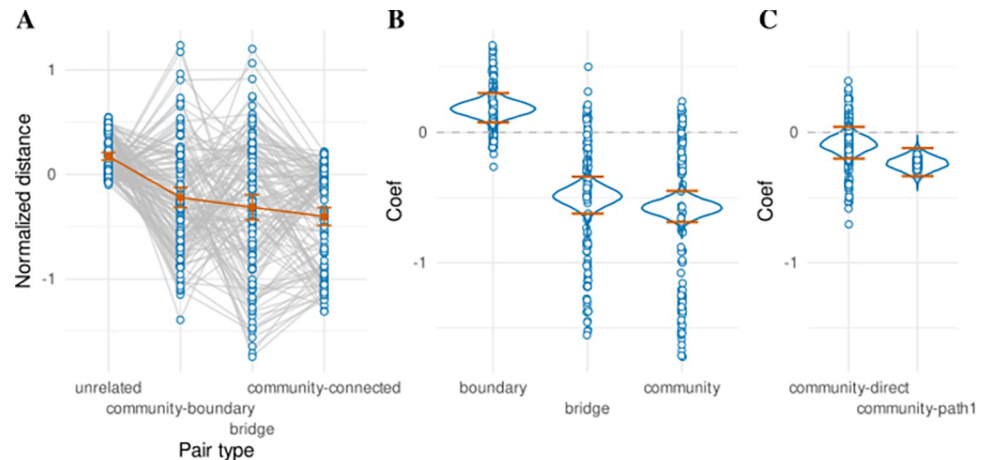 A
Normalized distance
1
0
-1
unrelated
community-boundary
bridge
community-connected
Pair type
B
Coef
0
-1
boundary
bridge
community
C
Coef
0
-1
community-direct
community-path1